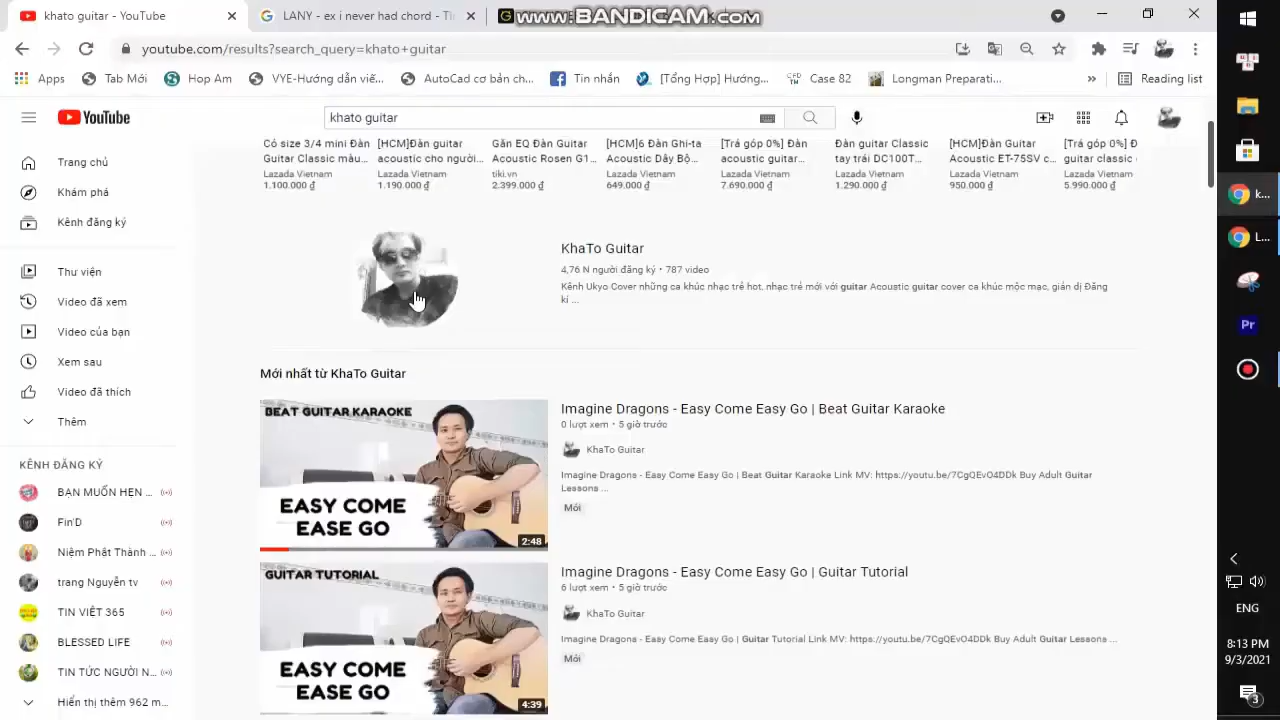 khato guitar - YouTube
LANY - ex i never had chord - Ti
www.BANDICAM.com
youtube.com/results?search_query=khato+guitar
Apps
Tab Mới
Hop Am
VYE-Hướng dẫn viê...
AutoCad cơ bản ch...
Tin nhắn
[Tổng Hợp] Hướng...
Case 82
Longman Preparati...
»
Reading list
YouTube
khato guitar
Có size 3/4 mini Đàn
Guitar Classic màu...
Lazada Vietnam
1.100.000 ₫
[HCM]Đàn guitar
acoustic cho người...
Lazada Vietnam
1.190.000 ₫
Gắn EQ Đàn Guitar
Acoustic Rosen G1...
tiki.vn
2.399.000 ₫
[HCM]6 Đàn Ghi-ta
Acoustic Dây Bộ...
Lazada Vietnam
649.000 ₫
[Trả góp 0%] Đàn
acoustic guitar...
Lazada Vietnam
7.690.000 ₫
Đàn guitar Classic
tay trái DC100T...
Lazada Vietnam
1.290.000 ₫
[HCM]Đàn Guitar
Acoustic ET-75SV c...
Lazada Vietnam
950.000 ₫
[Trả góp 0%] Đàn
guitar classic
Lazada Vietnam
5.990.000 ₫
Trang chủ
Khám phá
Kênh đăng ký
Thư viện
Video đã xem
Video của bạn
Xem sau
Video đã thích
Thêm
KÊNH ĐĂNG KÝ
BẠN MUỐN HẸN ...
Fin'D
Niệm Phật Thành ...
trang Nguyễn tv
TIN VIỆT 365
BLESSED LIFE
TIN TỨC NGƯỜI N...
Hiển thị thêm 962 m...
KhaTo Guitar
4,76 N người đăng ký • 787 video
Kênh Ukyo Cover những ca khúc nhạc trẻ hot, nhạc trẻ mới với guitar Acoustic guitar cover ca khúc mộc mạc, giản dị Đăng
kí ...
Mới nhất từ KhaTo Guitar
BEAT GUITAR KARAOKE
EASY COME
EASE GO
2:48
Imagine Dragons - Easy Come Easy Go | Beat Guitar Karaoke
0 lượt xem • 5 giờ trước
KhaTo Guitar
Imagine Dragons - Easy Come Easy Go | Beat Guitar Karaoke Link MV: https://youtu.be/7CgQEvO4DDk Buy Adult Guitar
Lessons ...
Mới
GUITAR TUTORIAL
EASY COME
EASE GO
4:39
Imagine Dragons - Easy Come Easy Go | Guitar Tutorial
6 lượt xem • 5 giờ trước
KhaTo Guitar
Imagine Dragons - Easy Come Easy Go | Guitar Tutorial Link MV: https://youtu.be/7CgQEvO4DDk Buy Adult Guitar Lessons ...
Mới
k...
L...
Pr
ENG
8:13 PM
9/3/2021
3